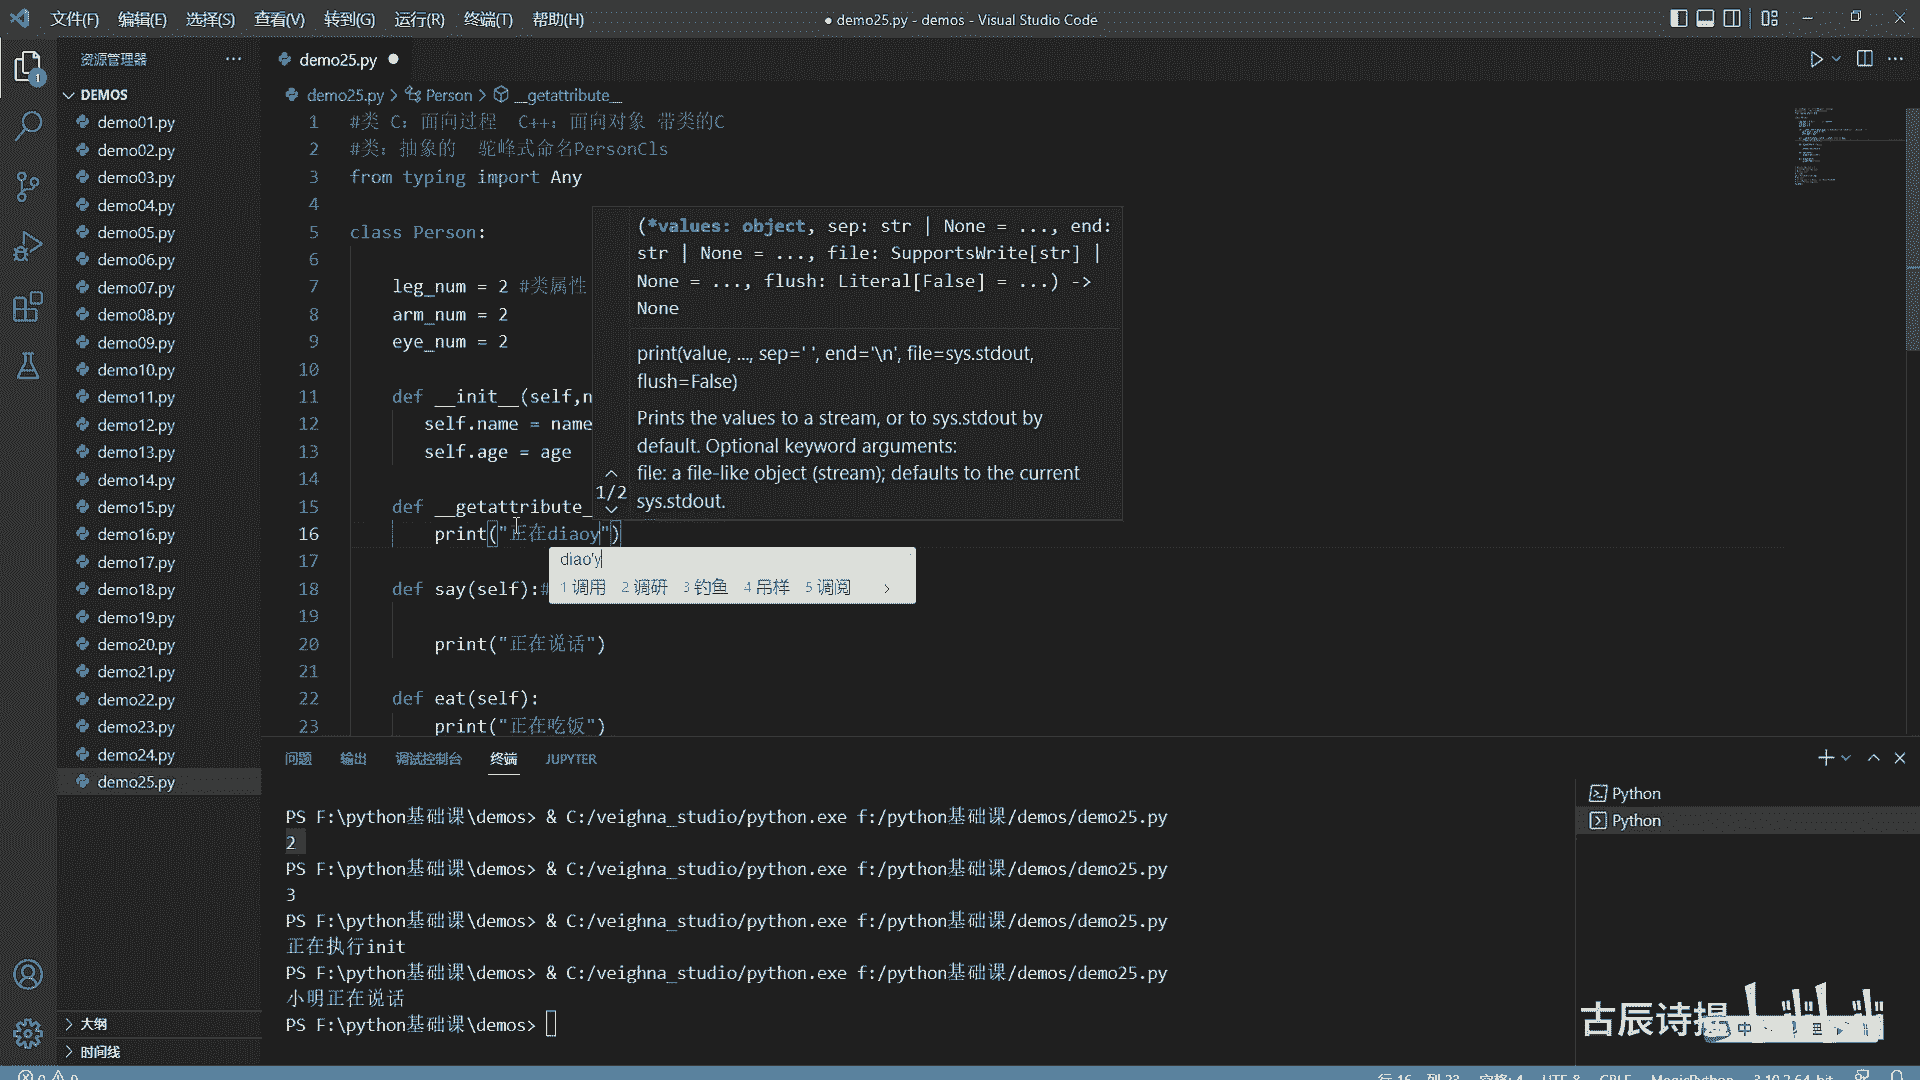 文件(F) 编辑(E) 选择(S) 查看(V) 转到(G) 运行(R) 终端(T) 帮助(H) ● demo25.py - demos - Visual Studio Code
资源管理器 ··· demo25.py ●
DEMOS
demo25.py > Person > __getattribute__
demo01.py
demo02.py
demo03.py
demo04.py
demo05.py
demo06.py
demo07.py
demo08.py
demo09.py
demo10.py
demo11.py
demo12.py
demo13.py
demo14.py
demo15.py
demo16.py
demo17.py
demo18.py
demo19.py
demo20.py
demo21.py
demo22.py
demo23.py
demo24.py
demo25.py
大纲
时间线
1 #类 C：面向过程 C++：面向对象 带类的C
2 #类：抽象的 驼峰式命名PersonCls
3 from typing import Any
4
5 class Person:
6
7 leg_num = 2 #类属性
8 arm_num = 2
9 eye_num = 2
10
11 def __init__(self,n
12 self.name = name
13 self.age = age
14
15 def __getattribute_
16 print("正在diaoy")
17
18 def say(self):#
19
20 print("正在说话")
21
22 def eat(self):
23 print("正在吃饭")
(*values: object, sep: str | None = ..., end:
str | None = ..., file: SupportsWrite[str] |
None = ..., flush: Literal[False] = ...) ->
None
print(value, ..., sep=' ', end='\n', file=sys.stdout,
flush=False)
Prints the values to a stream, or to sys.stdout by
default. Optional keyword arguments:
file: a file-like object (stream); defaults to the current
sys.stdout.
1/2
diao'y
1 调用 2 调研 3 钓鱼 4 吊样 5 调阅 >
问题 输出 调试控制台 终端 JUPYTER
PS F:\python基础课\demos> & C:/veighna_studio/python.exe f:/python基础课/demos/demo25.py
2
PS F:\python基础课\demos> & C:/veighna_studio/python.exe f:/python基础课/demos/demo25.py
3
PS F:\python基础课\demos> & C:/veighna_studio/python.exe f:/python基础课/demos/demo25.py
正在执行init
PS F:\python基础课\demos> & C:/veighna_studio/python.exe f:/python基础课/demos/demo25.py
小明正在说话
PS F:\python基础课\demos>
Python
Python
古辰诗提
中
行 16, 列 23 空格: 4 UTF-8 CRLF MagicPython 3.10.2 64-bit